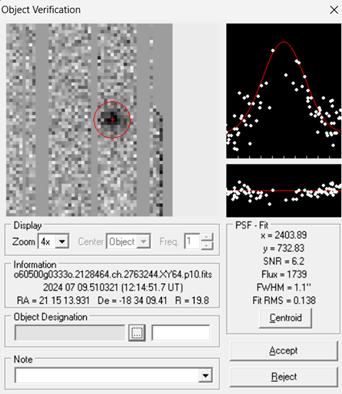 Object Verification
Display
Zoom 4x Center Object Freq. 1
Information
o60500g0333o.2128464.ch.2763244.XY64.p10.fits
2024 07 09.510321 (12:14:51.7 UT)
RA = 21 15 13.931 De = -18 34 09.41 R = 19.8
Object Designation
...
Note
PSF - Fit
x = 2403.89
y = 732.83
SNR = 6.2
Flux = 1739
FWHM = 1.1"
Fit RMS = 0.138
Centroid
Accept
Reject